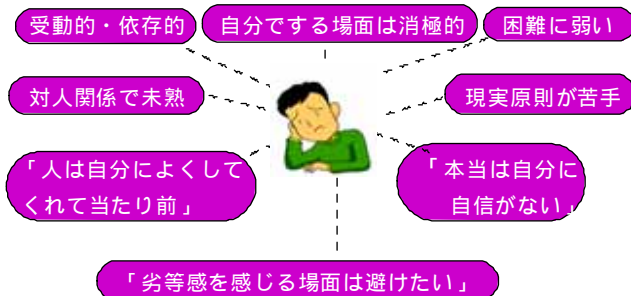 受動的・依存的
自分でする場面は消極的
困難に弱い
対人関係で未熟
現実原則が苦手
「人は自分によくして
くれて当たり前」
「本当は自分に
自信がない」
「劣等感を感じる場面は避けたい」